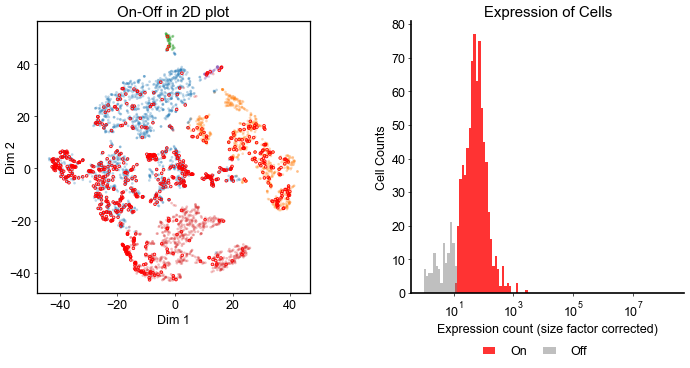 On-Off in 2D plot
Expression of Cells
Dim 2
40
20
0
−20
−40
−40 −20 0 20 40
Dim 1
Cell Counts
80
70
60
50
40
30
20
10
0
10^1 10^3 10^5 10^7
Expression count (size factor corrected)
On Off